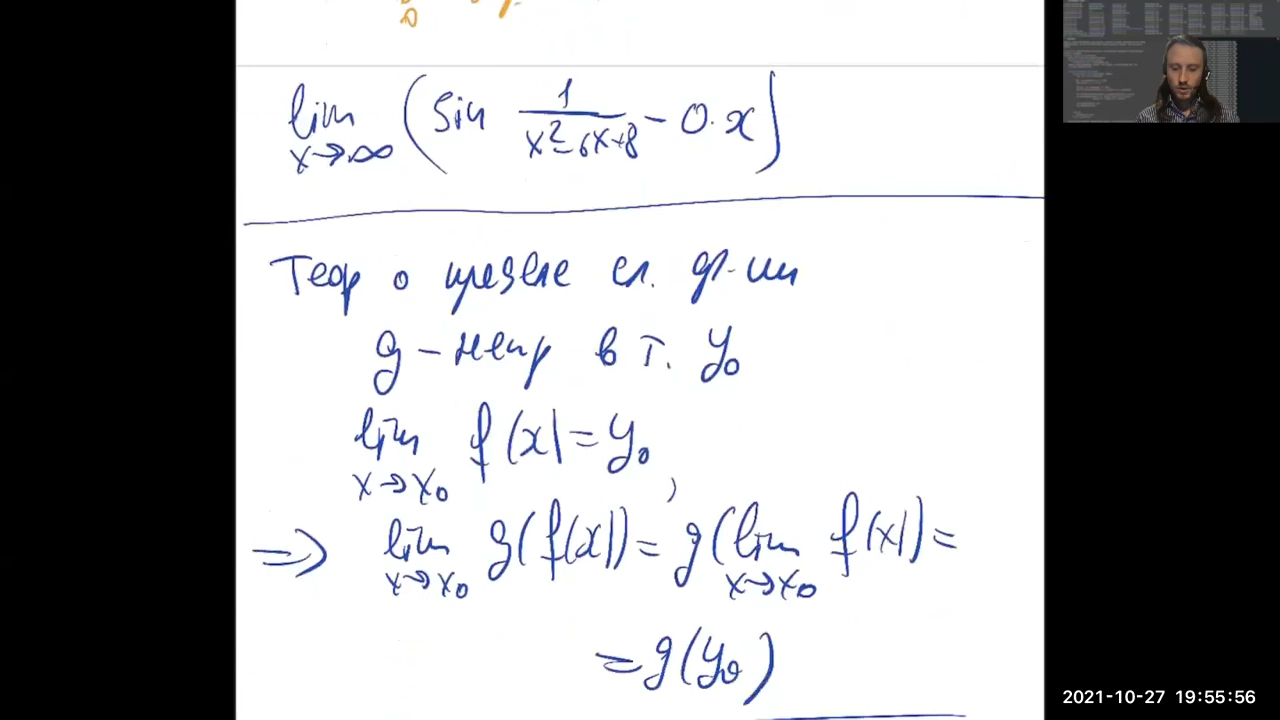 lim (sin 1/(x²-6x+8) - 0·x)
x→∞
Теор о пределе сл. ф-ии
g - непр в т. y₀
lim f(x) = y₀
x→x₀ ,
⇒ lim g(f(x)) = g(lim f(x)) =
x→x₀ x→x₀
= g(y₀)
2021-10-27 19:55:56